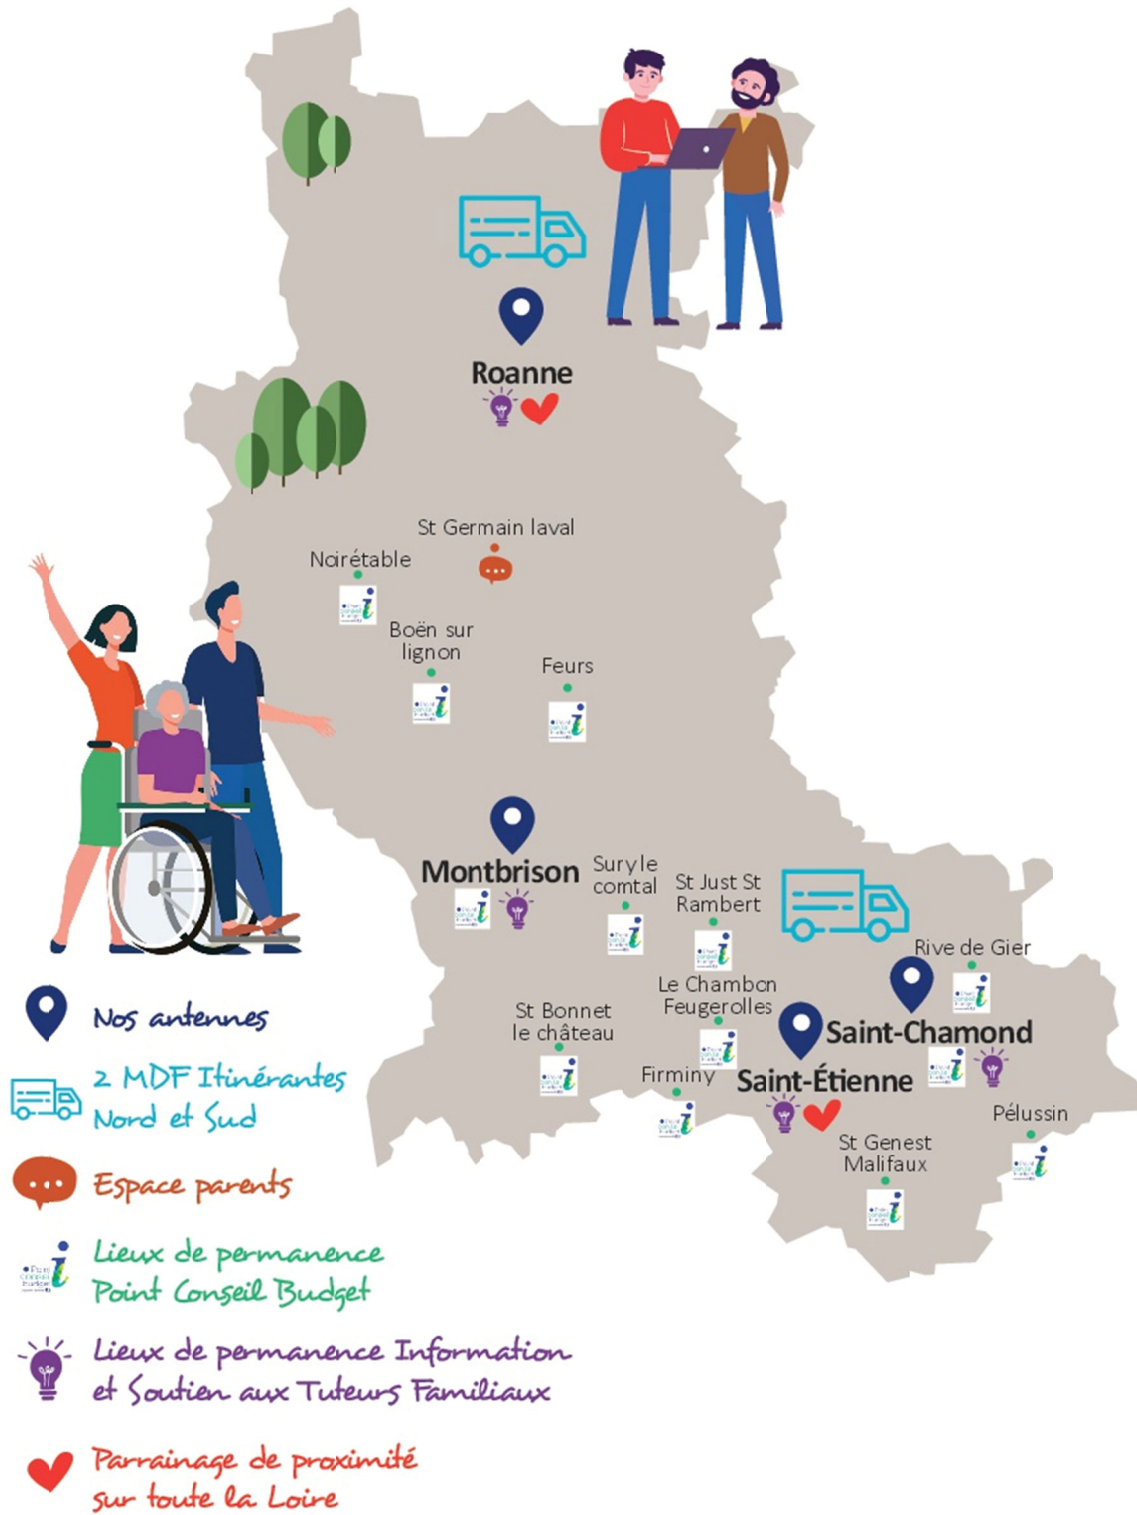 Roanne
St Germain laval
Noirétable
Boën sur
lignon
Feurs
Montbrison
Sury le
comtal
St Just St
Rambert
Rive de Gier
Le Chambon
Feugerolles
St Bonnet
le château
Saint-Chamond
Firminy
Saint-Étienne
Pélussin
St Genest
Malifaux
Nos antennes
2 MDF Itinérantes
Nord et Sud
Espace parents
Lieux de permanence
Point Conseil Budget
Lieux de permanence Information
et Soutien aux Tuteurs Familiaux
Parrainage de proximité
sur toute la Loire